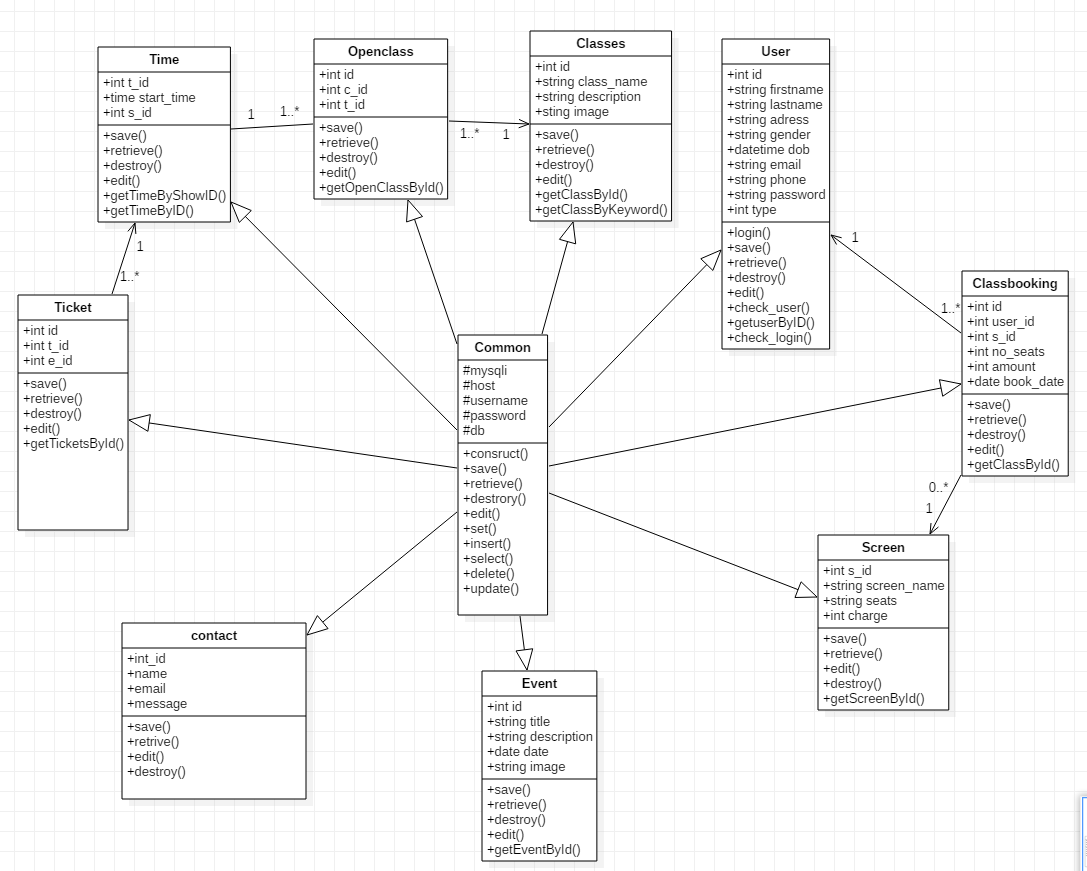 Time
+int t_id
+time start_time
+int s_id
+save()
+retrieve()
+destroy()
+edit()
+getTimeByShowID()
+getTimeByID()
1
1..*
Openclass
+int id
+int c_id
+int t_id
+save()
+retrieve()
+destroy()
+edit()
+getOpenClassById()
1..*
1
Classes
+int id
+string class_name
+string description
+sting image
+save()
+retrieve()
+destroy()
+edit()
+getClassById()
+getClassByKeyword()
User
+int id
+string firstname
+string lastname
+string adress
+string gender
+datetime dob
+string email
+string phone
+string password
+int type
+login()
+save()
+retrieve()
+destroy()
+edit()
+check_user()
+getuserByID()
+check_login()
1
1..*
Classbooking
+int id
+int user_id
+int s_id
+int no_seats
+int amount
+date book_date
+save()
+retrieve()
+destroy()
+edit()
+getClassById()
1
1..*
Ticket
+int id
+int t_id
+int e_id
+save()
+retrieve()
+destroy()
+edit()
+getTicketsById()
Common
#mysqli
#host
#username
#password
#db
+consruct()
+save()
+retrieve()
+destrory()
+edit()
+set()
+insert()
+select()
+delete()
+update()
0..*
1
Screen
+int s_id
+string screen_name
+string seats
+int charge
+save()
+retrieve()
+edit()
+destroy()
+getScreenById()
contact
+int_id
+name
+email
+message
+save()
+retrive()
+edit()
+destroy()
Event
+int id
+string title
+string description
+date date
+string image
+save()
+retrieve()
+destroy()
+edit()
+getEventById()